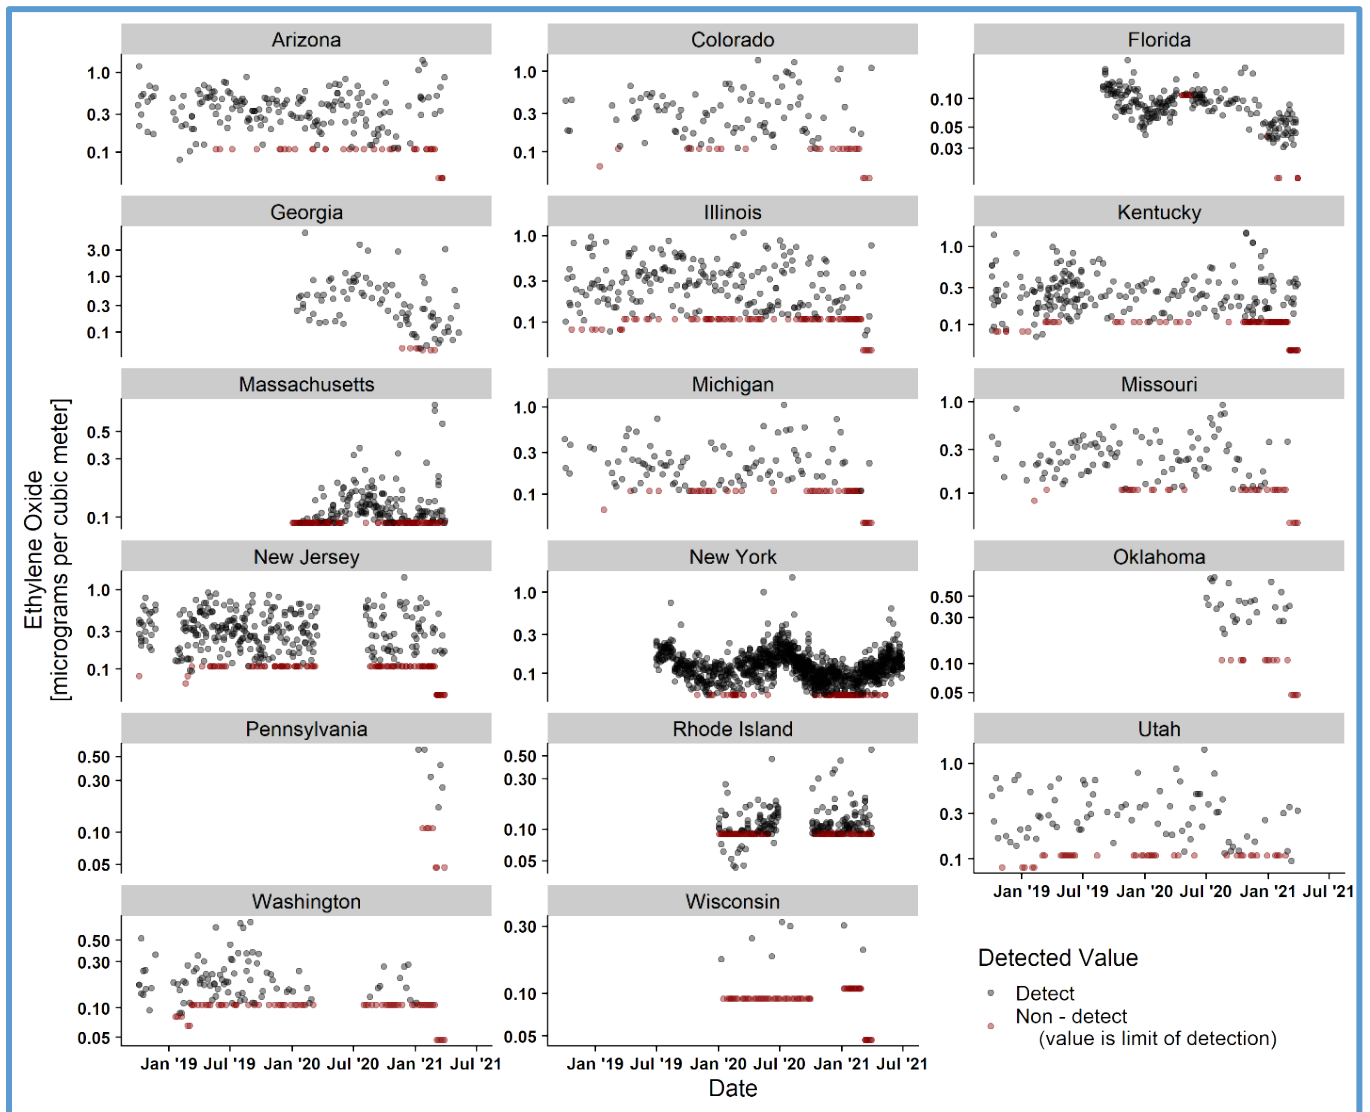 Arizona
Colorado
Florida
1.0
0.3
0.1
1.0
0.3
0.1
0.10
0.05
0.03
Georgia
Illinois
Kentucky
3.0
1.0
0.3
0.1
1.0
0.3
0.1
1.0
0.3
0.1
Massachusetts
Michigan
Missouri
0.5
0.3
0.1
1.0
0.3
0.1
1.0
0.3
0.1
Ethylene Oxide
[micrograms per cubic meter]
New Jersey
New York
Oklahoma
1.0
0.3
0.1
1.0
0.3
0.1
0.50
0.30
0.10
0.05
Pennsylvania
Rhode Island
Utah
0.50
0.30
0.10
0.05
0.50
0.30
0.10
0.05
1.0
0.3
0.1
Jan '19 Jul '19 Jan '20 Jul '20 Jan '21 Jul '21
Washington
Wisconsin
0.50
0.30
0.10
0.05
0.30
0.10
0.05
Jan '19 Jul '19 Jan '20 Jul '20 Jan '21 Jul '21
Jan '19 Jul '19 Jan '20 Jul '20 Jan '21 Jul '21
Date
Detected Value
Detect
Non - detect
(value is limit of detection)